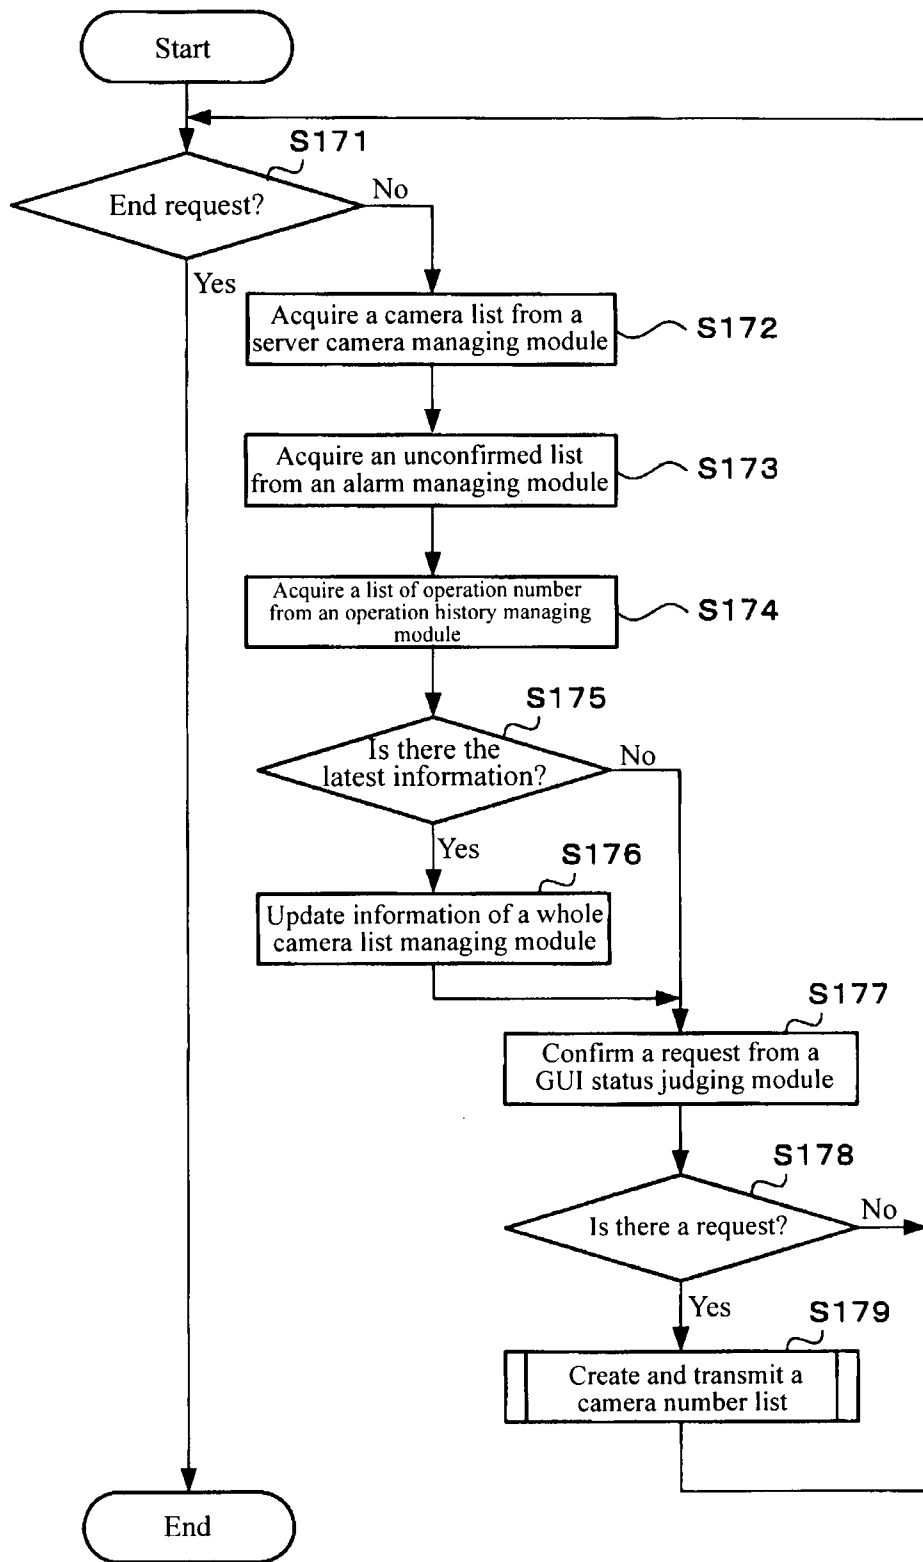 Start
S171
End request?
No
Yes
Acquire a camera list from a
server camera managing module
S172
Acquire an unconfirmed list
from an alarm managing module
S173
Acquire a list of operation number
from an operation history managing
module
S174
S175
Is there the
latest information?
No
Yes
S176
Update information of a whole
camera list managing module
S177
Confirm a request from a
GUI status judging module
S178
Is there a request?
No
Yes
S179
Create and transmit a
camera number list
End